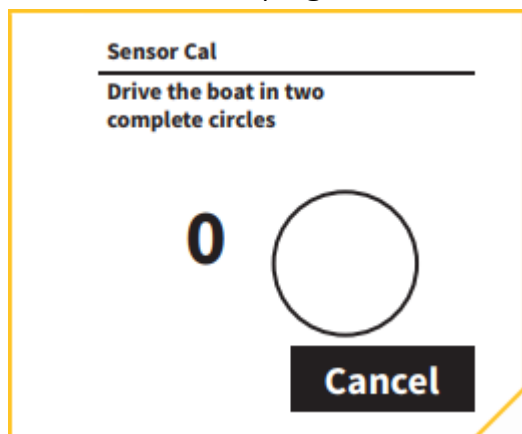 Sensor Cal
Drive the boat in two
complete circles
0
Cancel